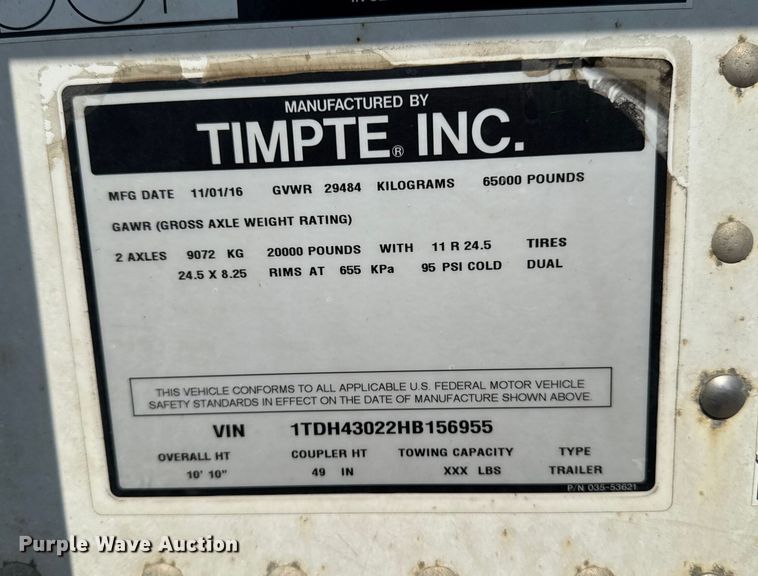 MANUFACTURED BY
TIMPTE® INC.
MFG DATE 11/01/16 GVWR 29484 KILOGRAMS 65000 POUNDS
GAWR (GROSS AXLE WEIGHT RATING)
2 AXLES 9072 KG 20000 POUNDS WITH 11 R 24.5 TIRES
24.5 X 8.25 RIMS AT 655 KPa 95 PSI COLD DUAL
THIS VEHICLE CONFORMS TO ALL APPLICABLE U.S. FEDERAL MOTOR VEHICLE
SAFETY STANDARDS IN EFFECT ON THE DATE OF MANUFACTURE SHOWN ABOVE.
VIN 1TDH43022HB156955
OVERALL HT COUPLER HT TOWING CAPACITY TYPE
10' 10" 49 IN XXX LBS TRAILER
P/N 035-53621
Purple Wave Auction